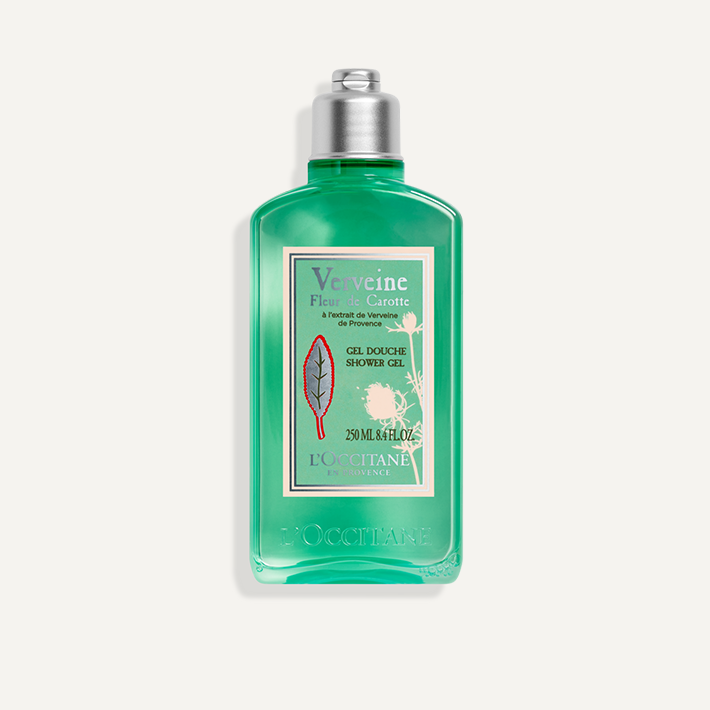 Verveine
Fleur de Carotte
à l'extrait de Verveine
de Provence
GEL DOUCHE
SHOWER GEL
250 ML 8.4 FL.OZ.
L'OCCITANE
EN PROVENCE
L'OCCITANE